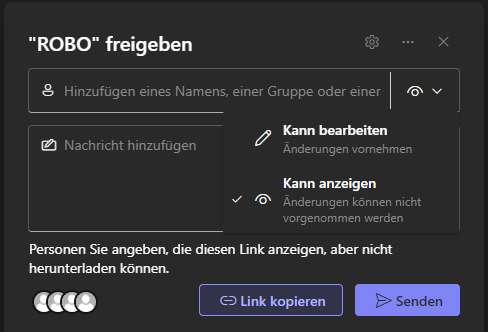 "ROBO" freigeben
Hinzufügen eines Namens, einer Gruppe oder einer
Kann bearbeiten
Änderungen vornehmen
Nachricht hinzufügen
Kann anzeigen
Änderungen können nicht
vorgenommen werden
Personen Sie angeben, die diesen Link anzeigen, aber nicht
herunterladen können.
Link kopieren
Senden